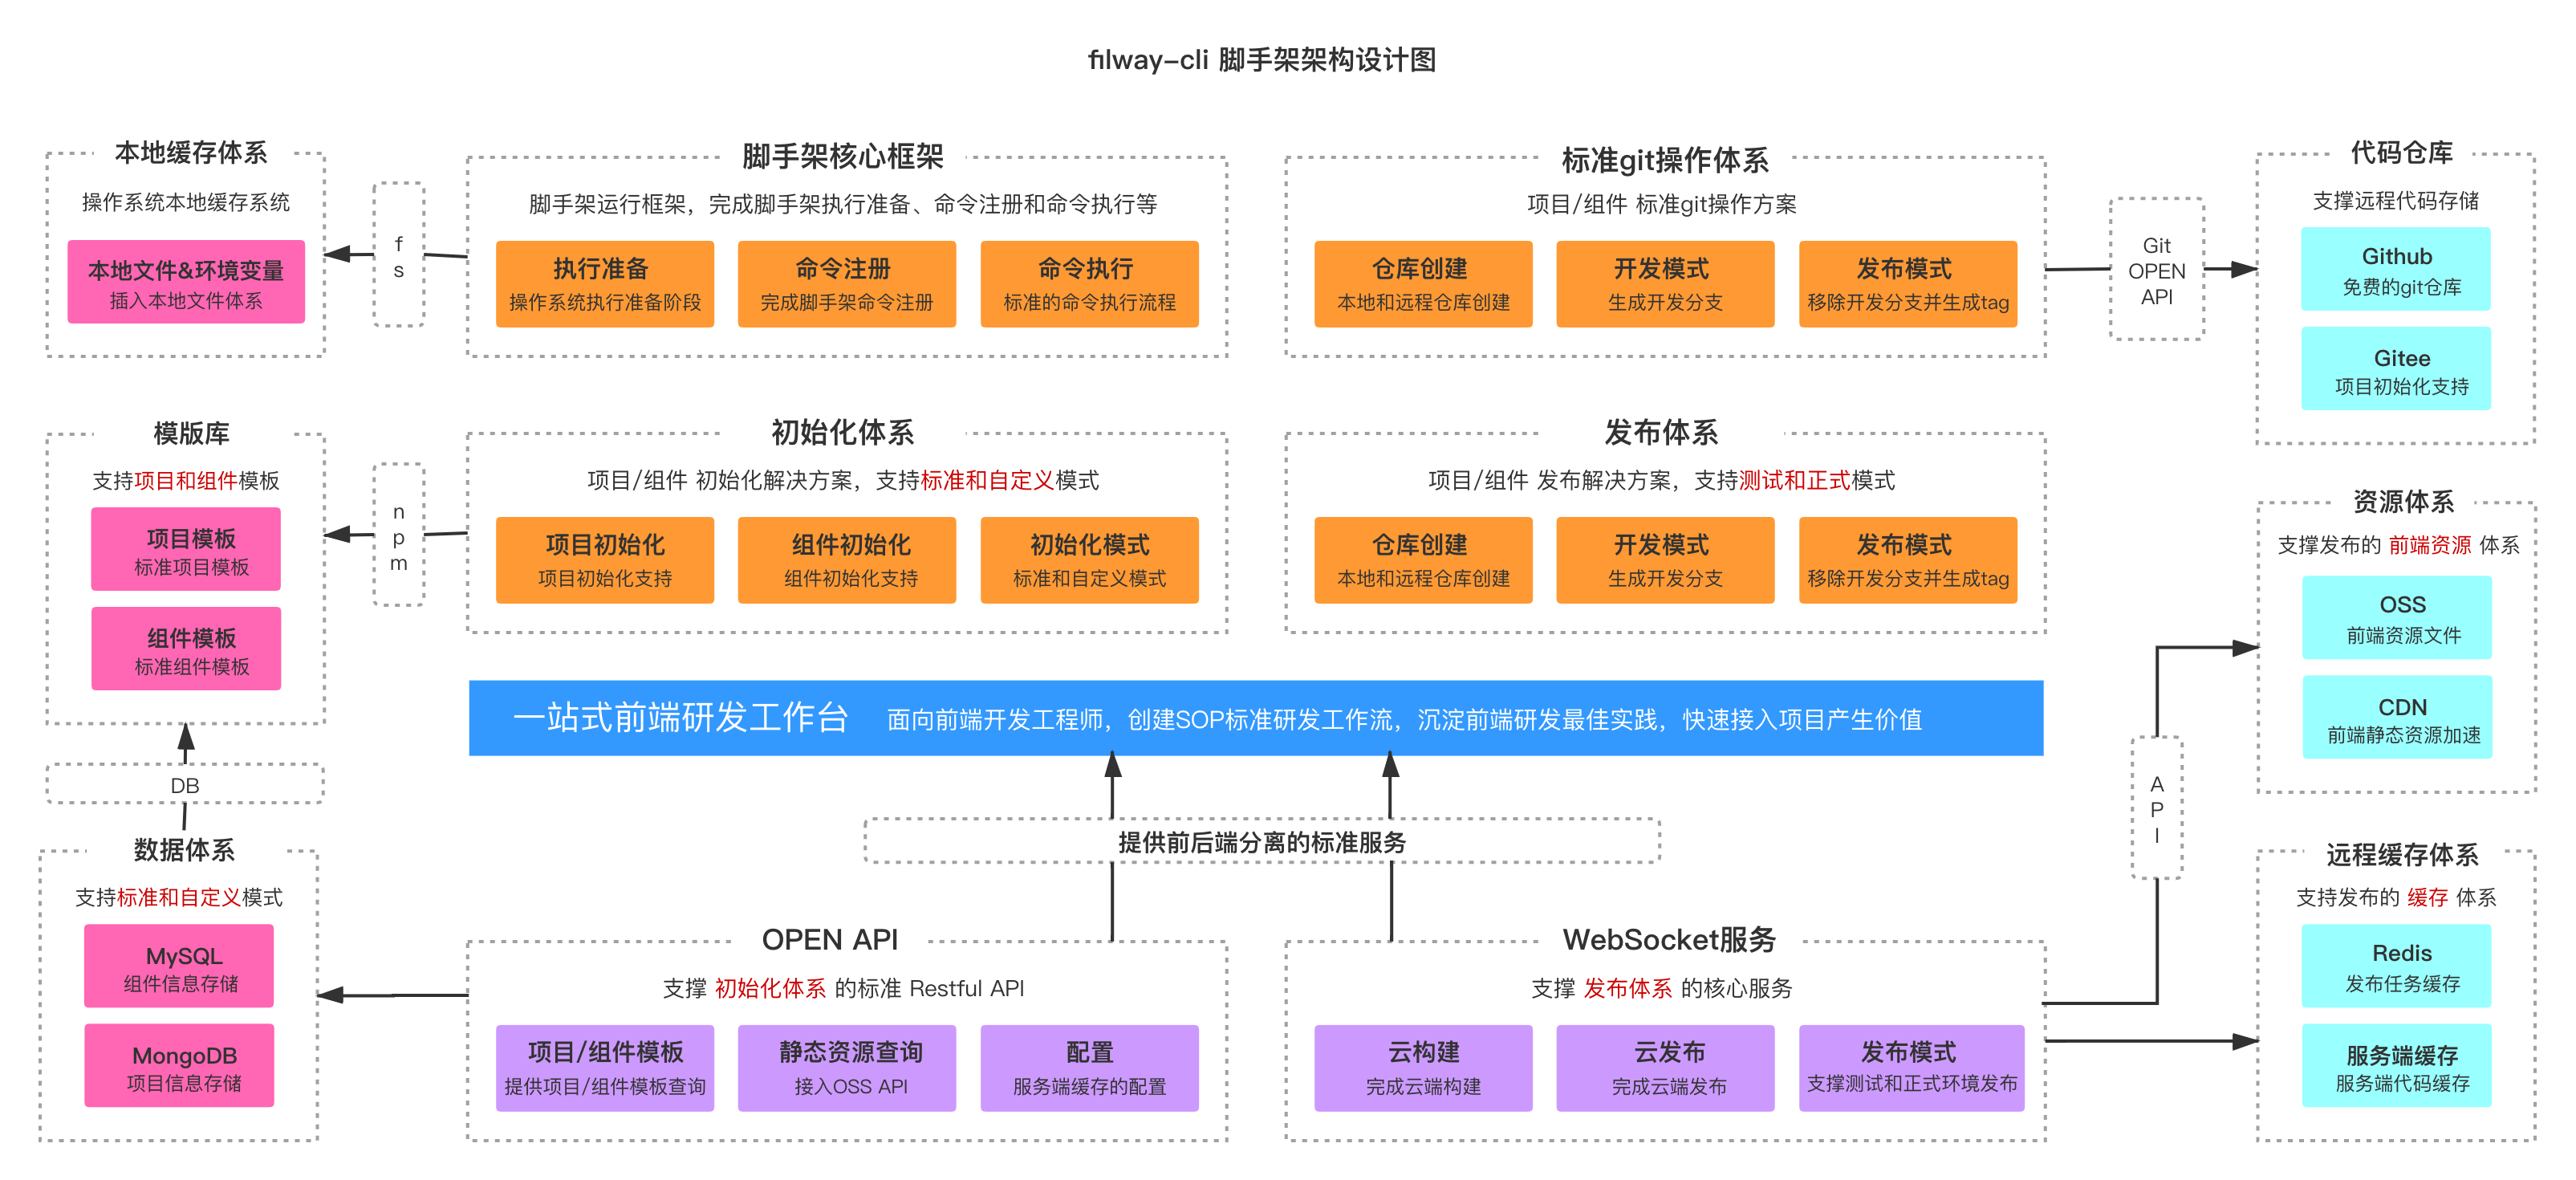 filway-cli 脚手架架构设计图
本地缓存体系
操作系统本地缓存系统
本地文件&环境变量
插入本地文件体系
f
s
脚手架核心框架
脚手架运行框架，完成脚手架执行准备、命令注册和命令执行等
执行准备
操作系统执行准备阶段
命令注册
完成脚手架命令注册
命令执行
标准的命令执行流程
标准git操作体系
项目/组件 标准git操作方案
仓库创建
本地和远程仓库创建
开发模式
生成开发分支
发布模式
移除开发分支并生成tag
Git
OPEN
API
代码仓库
支撑远程代码存储
Github
免费的git仓库
Gitee
项目初始化支持
模版库
支持项目和组件模板
项目模板
标准项目模板
组件模板
标准组件模板
n
p
m
初始化体系
项目/组件 初始化解决方案，支持标准和自定义模式
项目初始化
项目初始化支持
组件初始化
组件初始化支持
初始化模式
标准和自定义模式
发布体系
项目/组件 发布解决方案，支持测试和正式模式
仓库创建
本地和远程仓库创建
开发模式
生成开发分支
发布模式
移除开发分支并生成tag
资源体系
支撑发布的 前端资源 体系
OSS
前端资源文件
CDN
前端静态资源加速
一站式前端研发工作台
面向前端开发工程师，创建SOP标准研发工作流，沉淀前端研发最佳实践，快速接入项目产生价值
DB
提供前后端分离的标准服务
A
P
I
数据体系
支持标准和自定义模式
MySQL
组件信息存储
MongoDB
项目信息存储
OPEN API
支撑 初始化体系 的标准 Restful API
项目/组件模板
提供项目/组件模板查询
静态资源查询
接入OSS API
配置
服务端缓存的配置
WebSocket服务
支撑 发布体系 的核心服务
云构建
完成云端构建
云发布
完成云端发布
发布模式
支撑测试和正式环境发布
远程缓存体系
支持发布的 缓存 体系
Redis
发布任务缓存
服务端缓存
服务端代码缓存